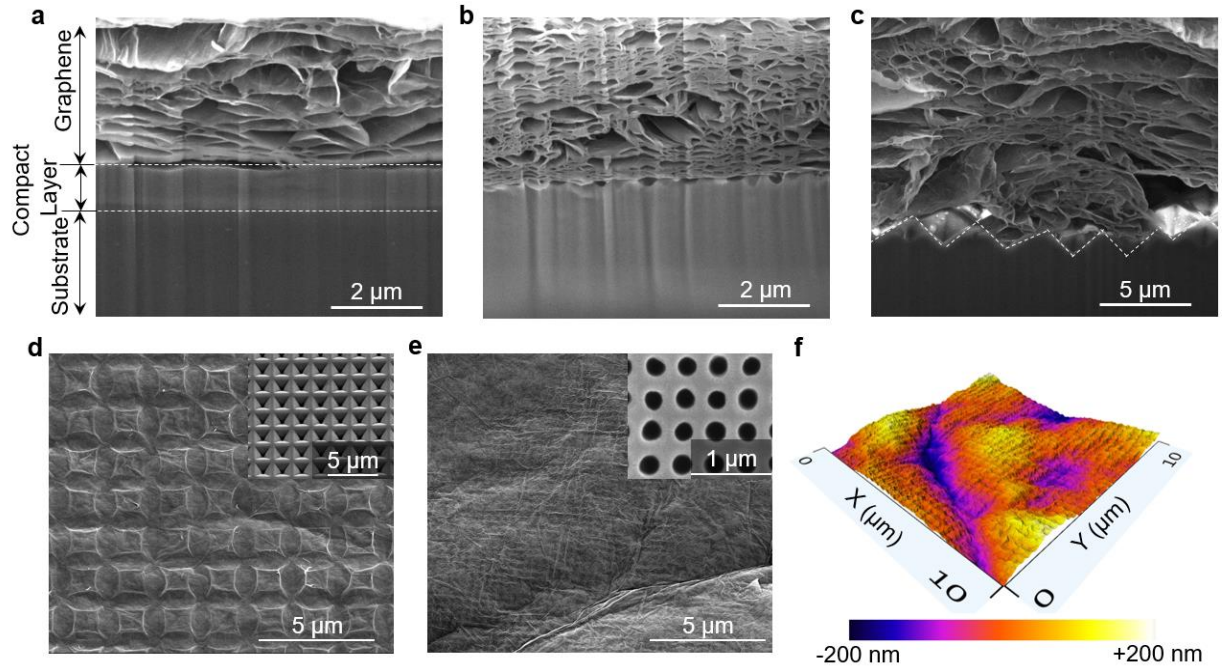 a
b
c
Graphene
Compact
Layer
Substrate
2 µm
2 µm
5 µm
d
e
f
5 µm
5 µm
1 µm
5 µm
0
X (µm)
10
0
Y (µm)
10
-200 nm
+200 nm